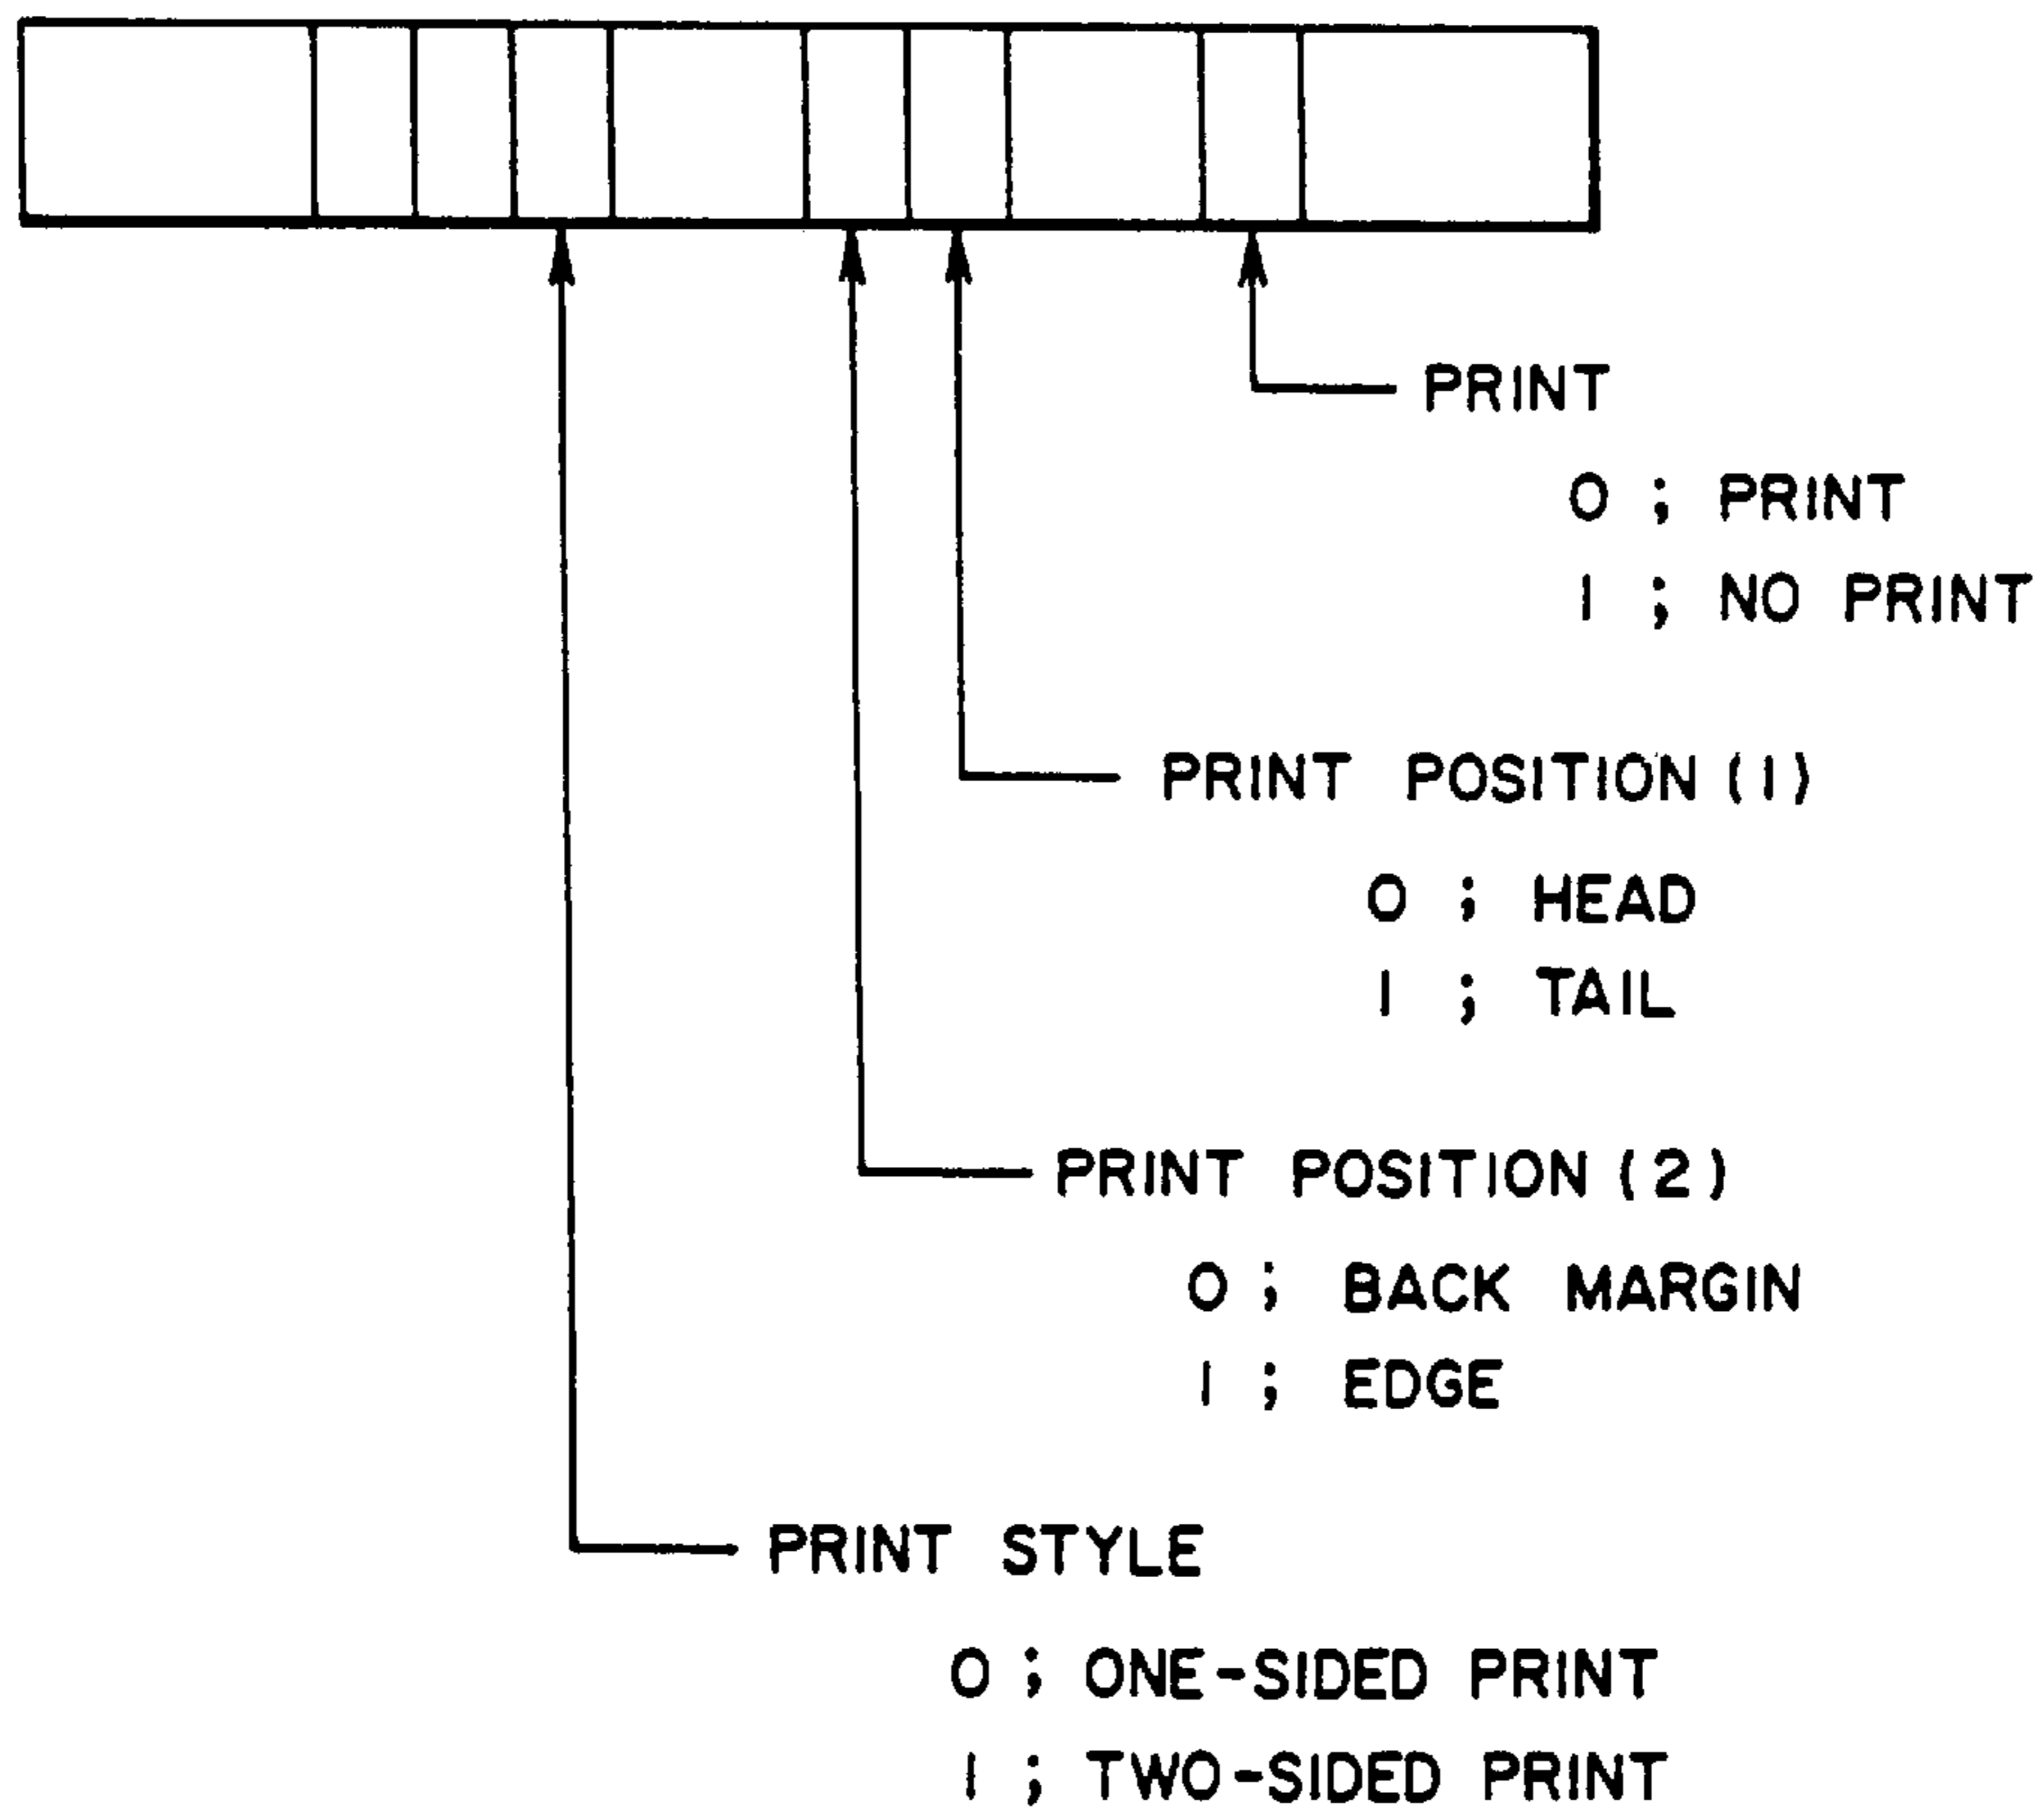 PRINT
0 ; PRINT
1 ; NO PRINT
PRINT POSITION (1)
0 ; HEAD
1 ; TAIL
PRINT POSITION (2)
0 ; BACK MARGIN
1 ; EDGE
PRINT STYLE
0 ; ONE-SIDED PRINT
1 ; TWO-SIDED PRINT